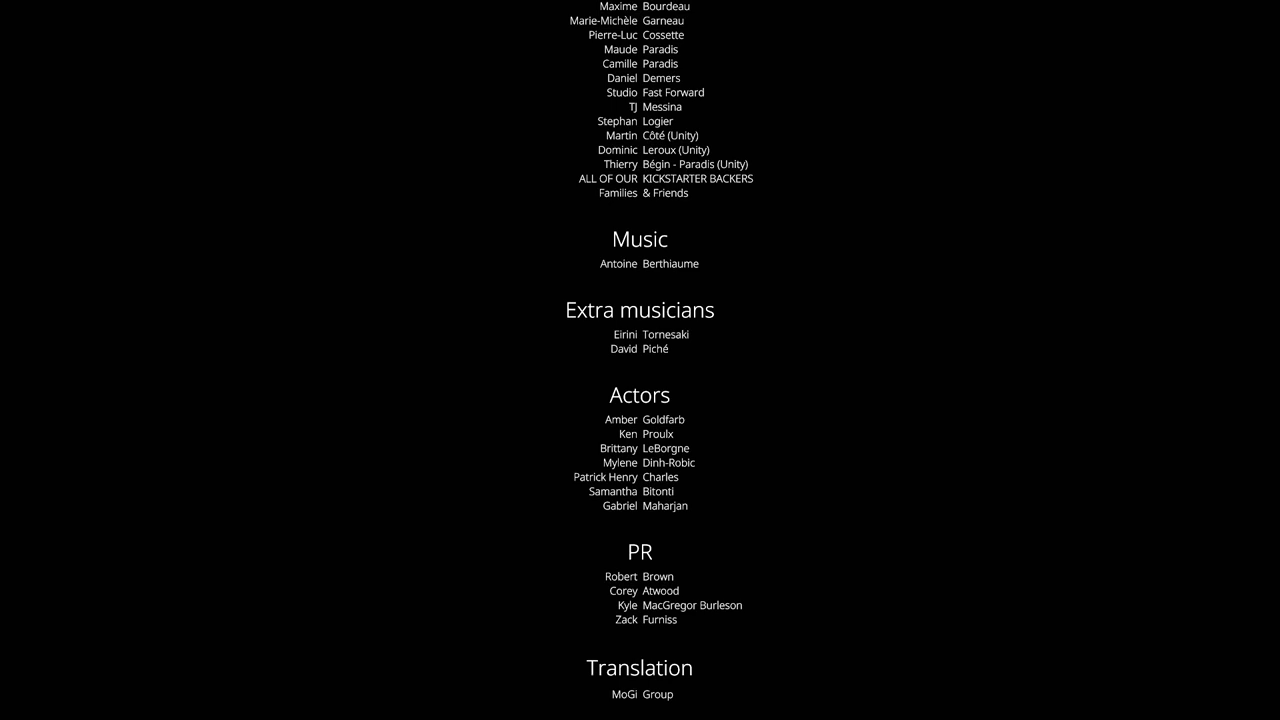 Maxime Bourdeau
Marie-Michèle Garneau
Pierre-Luc Cossette
Maude Paradis
Camille Paradis
Daniel Demers
Studio Fast Forward
TJ Messina
Stephan Logier
Martin Côté (Unity)
Dominic Leroux (Unity)
Thierry Bégin - Paradis (Unity)
ALL OF OUR KICKSTARTER BACKERS
Families & Friends
Music
Antoine Berthiaume
Extra musicians
Eirini Tornesaki
David Piché
Actors
Amber Goldfarb
Ken Proulx
Brittany LeBorgne
Mylene Dinh-Robic
Patrick Henry Charles
Samantha Bitonti
Gabriel Maharjan
PR
Robert Brown
Corey Atwood
Kyle MacGregor Burleson
Zack Furniss
Translation
MoGi Group